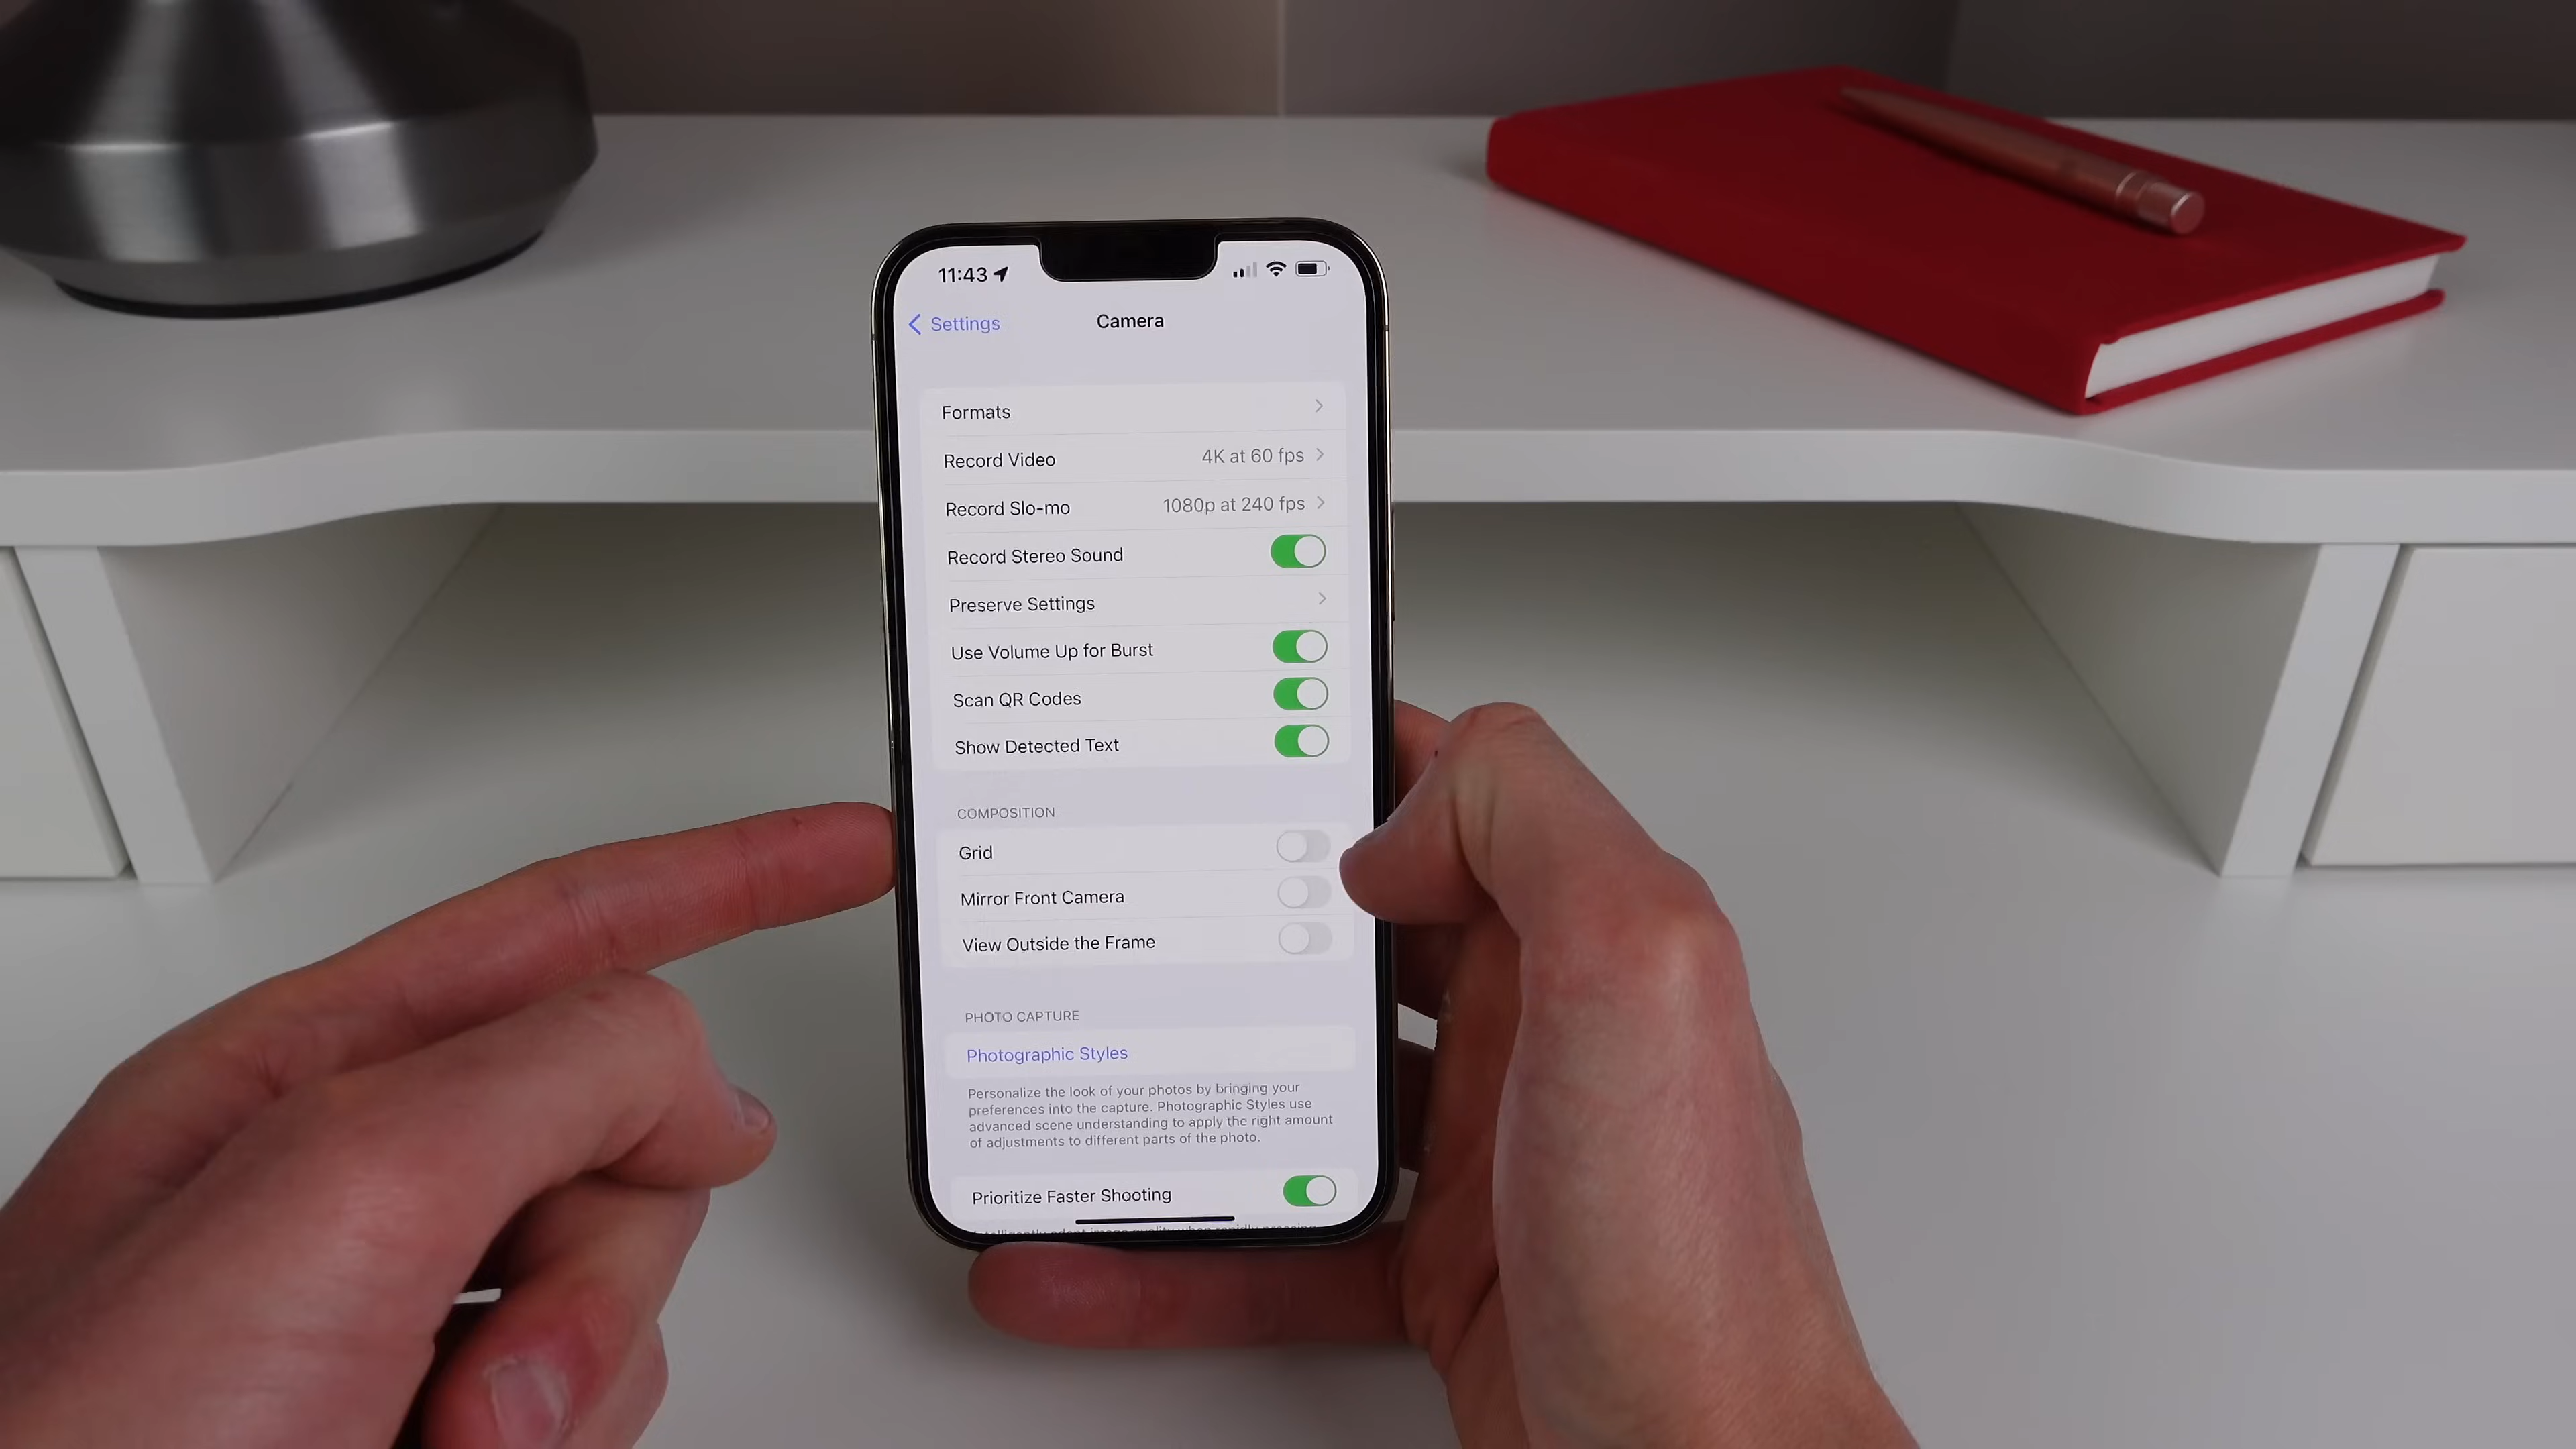 11:43
Settings
Camera
Formats
Record Video 4K at 60 fps
Record Slo-mo 1080p at 240 fps
Record Stereo Sound
Preserve Settings
Use Volume Up for Burst
Scan QR Codes
Show Detected Text
COMPOSITION
Grid
Mirror Front Camera
View Outside the Frame
PHOTO CAPTURE
Photographic Styles
Personalize the look of your photos by bringing your
preferences into the capture. Photographic Styles use
advanced scene understanding to apply the right amount
of adjustments to different parts of the photo.
Prioritize Faster Shooting